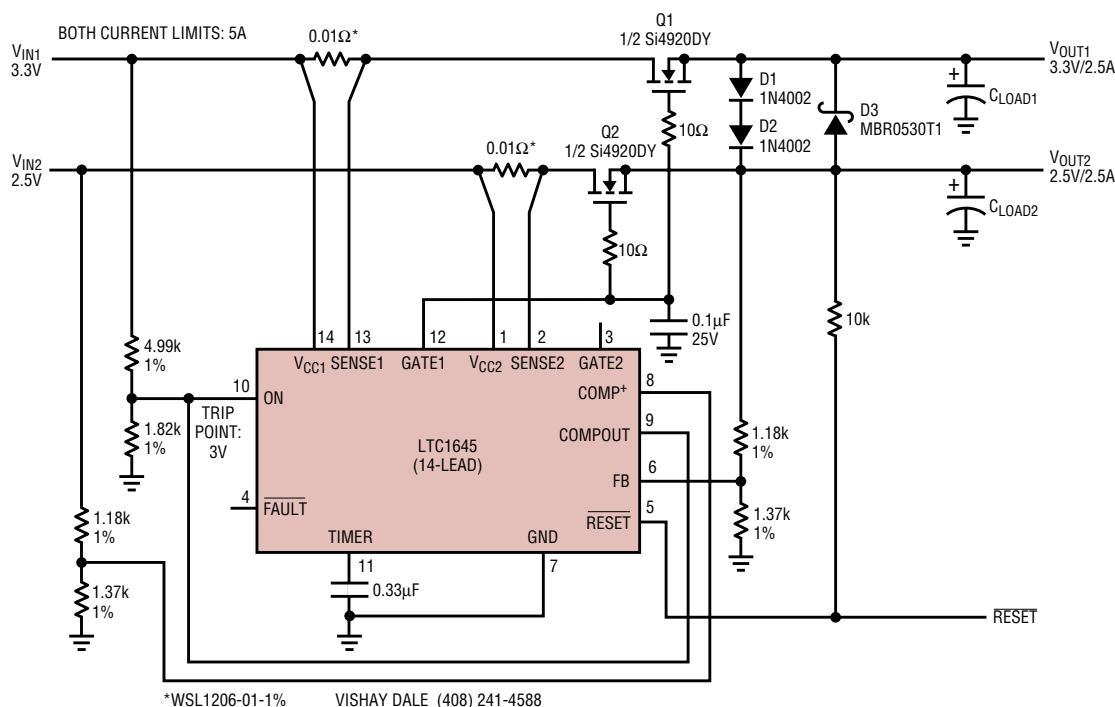 BOTH CURRENT LIMITS: 5A
VIN1
3.3V
0.01Ω*
Q1
1/2 Si4920DY
VOUT1
3.3V/2.5A
D1
1N4002
+
CLOAD1
D3
MBR0530T1
10Ω
D2
1N4002
VIN2
2.5V
0.01Ω*
Q2
1/2 Si4920DY
VOUT2
2.5V/2.5A
+
CLOAD2
10Ω
0.1µF
25V
10k
14
13
12
1
2
3
4.99k
1%
VCC1
SENSE1
GATE1
VCC2
SENSE2
GATE2
10
ON
COMP+
8
TRIP
POINT:
3V
1.82k
1%
COMPOUT
9
1.18k
1%
LTC1645
(14-LEAD)
FB
6
4
FAULT
RESET
5
1.37k
1%
1.18k
1%
TIMER
GND
11
7
0.33µF
1.37k
1%
RESET
*WSL1206-01-1%
VISHAY DALE (408) 241-4588